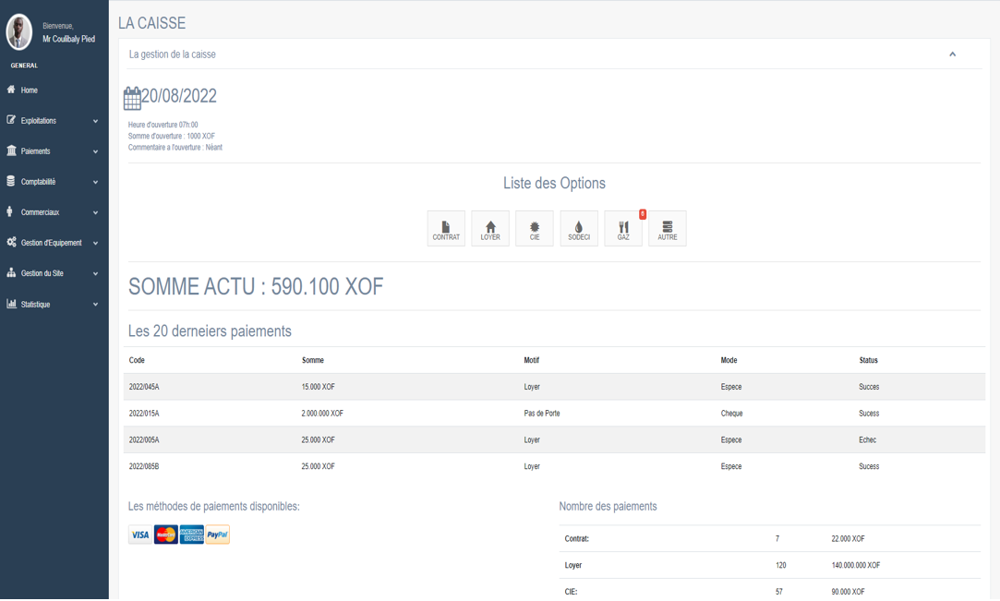 Bienvenue,
Mr Coulibaly Pied
GENERAL
Home
Exploitations
Paiements
Comptabilité
Commerciaux
Gestion d'Equipement
Gestion du Site
Statistique
LA CAISSE
La gestion de la caisse
20/08/2022
Heure d'ouverture 07h:00
Somme d'ouverture : 1000 XOF
Commentaire a l'ouverture : Néant
Liste des Options
CONTRAT LOYER CIE SODECI GAZ AUTRE
SOMME ACTU : 590.100 XOF
Les 20 derneiers paiements
Code Somme Motif Mode Status
2022/045A 15.000 XOF Loyer Espece Succes
2022/015A 2.000.000 XOF Pas de Porte Cheque Sucess
2022/005A 25.000 XOF Loyer Espece Echec
2022/085B 25.000 XOF Loyer Espece Sucess
Les méthodes de paiements disponibles:
VISA MasterCard AMERICAN EXPRESS PayPal
Nombre des paiements
Contrat: 7 22.000 XOF
Loyer 120 140.000.000 XOF
CIE: 57 90.000 XOF